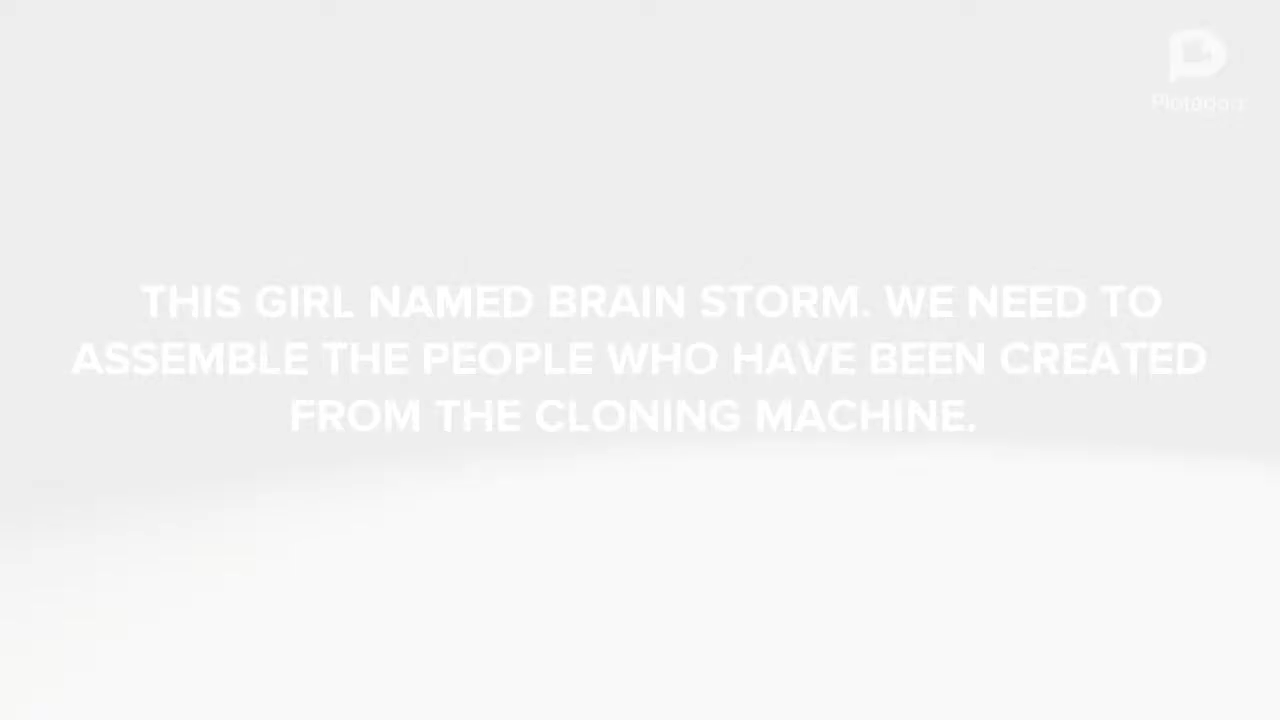 Plotagon
THIS GIRL NAMED BRAIN STORM. WE NEED TO
ASSEMBLE THE PEOPLE WHO HAVE BEEN CREATED
FROM THE CLONING MACHINE.